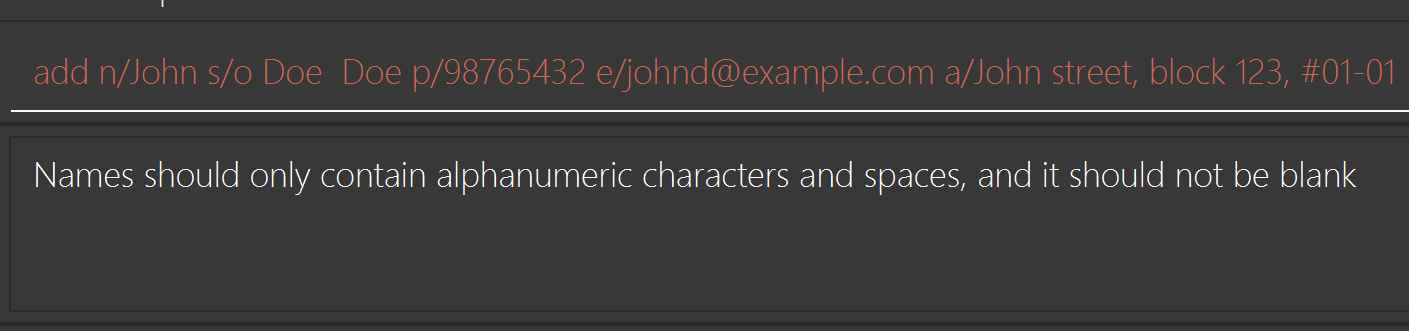 add n/John s/o Doe  Doe p/98765432 e/johnd@example.com a/John street, block 123, #01-01
Names should only contain alphanumeric characters and spaces, and it should not be blank